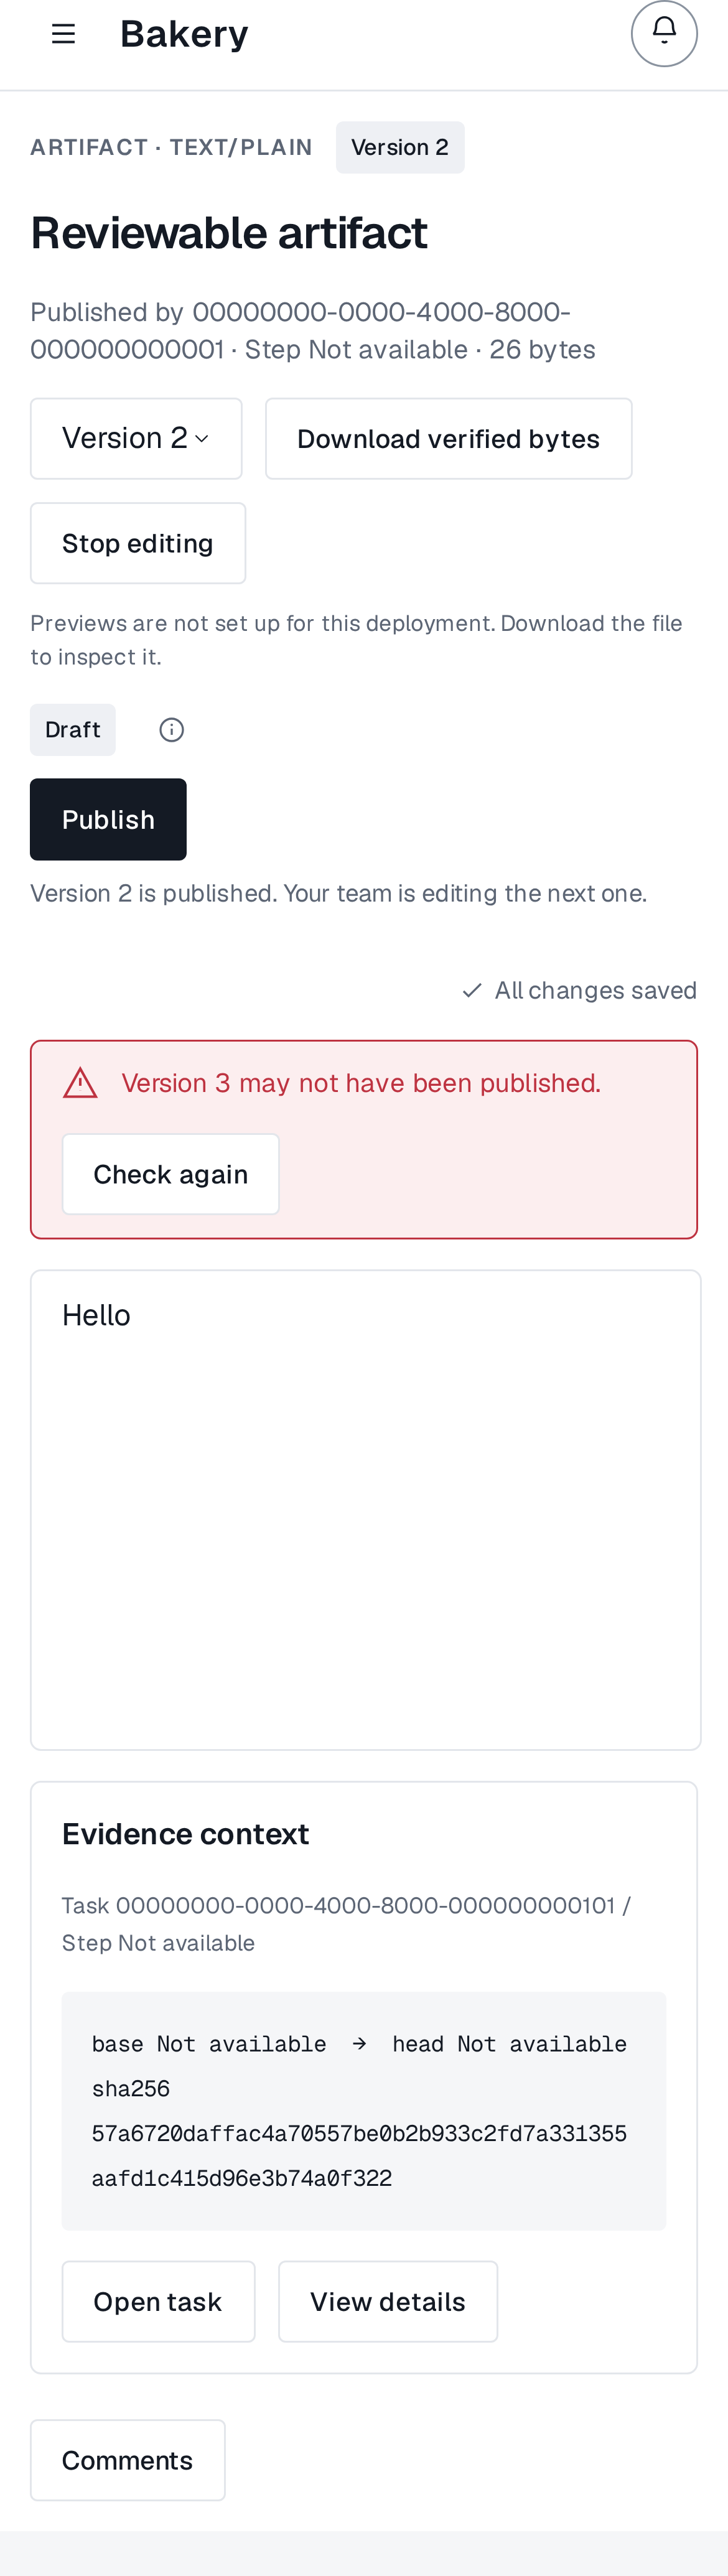 Bakery
ARTIFACT · TEXT/PLAIN Version 2
Reviewable artifact
Published by 00000000-0000-4000-8000-
000000000001 · Step Not available · 26 bytes
Version 2 Download verified bytes
Stop editing
Previews are not set up for this deployment. Download the file
to inspect it.
Draft
Publish
Version 2 is published. Your team is editing the next one.
All changes saved
Version 3 may not have been published.
Check again
Hello
Evidence context
Task 00000000-0000-4000-8000-000000000101 /
Step Not available
base Not available → head Not available
sha256
57a6720daffac4a70557be0b2b933c2fd7a331355
aafd1c415d96e3b74a0f322
Open task View details
Comments